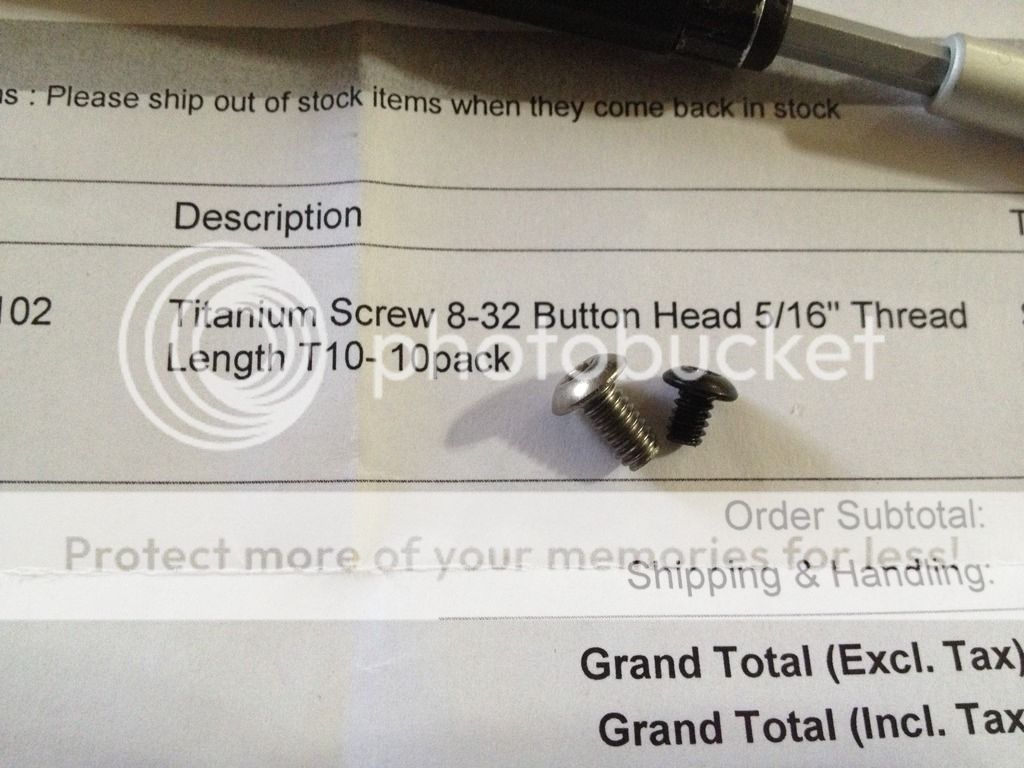 s : Please ship out of stock items when they come back in stock
Description
T
102
Titanium Screw 8-32 Button Head 5/16" Thread
Length T10- 10pack
photobucket
Order Subtotal:
Protect more of your memories for less!
Shipping & Handling:
Grand Total (Excl. Tax)
Grand Total (Incl. Tax